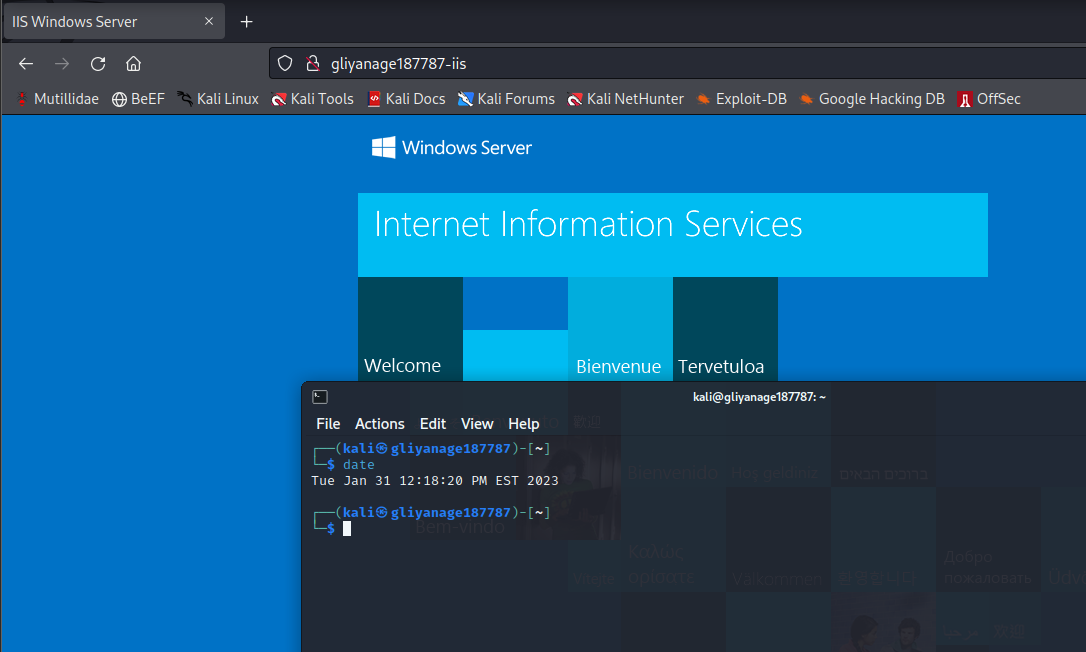 IIS Windows Server
gliyanage187787-iis
Mutillidae BeEF Kali Linux Kali Tools Kali Docs Kali Forums Kali NetHunter Exploit-DB Google Hacking DB OffSec
Windows Server
Internet Information Services
Welcome Bienvenue Tervetuloa
kali@gliyanage187787: ~
File Actions Edit View Help
歓迎
┌──(kali㉿gliyanage187787)-[~]
└─$ date
Bienvenido Hoş geldiniz ברוכים הבאים
Tue Jan 31 12:18:20 PM EST 2023
┌──(kali㉿gliyanage187787)-[~]
└─$
Bem-vindo
Καλώς
ορίσατε
Vítejte
Välkommen
Добро
пожаловать